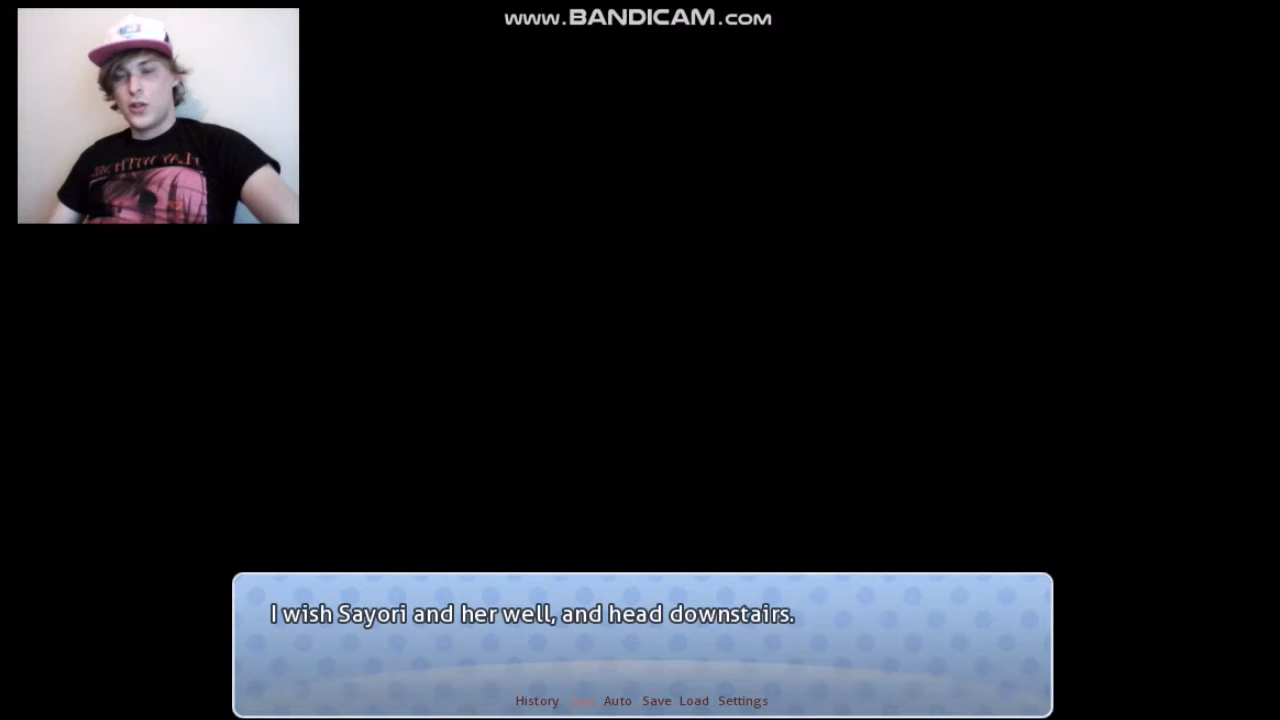 www.BANDICAM.com
I wish Sayori and her well, and head downstairs.
History Auto Save Load Settings